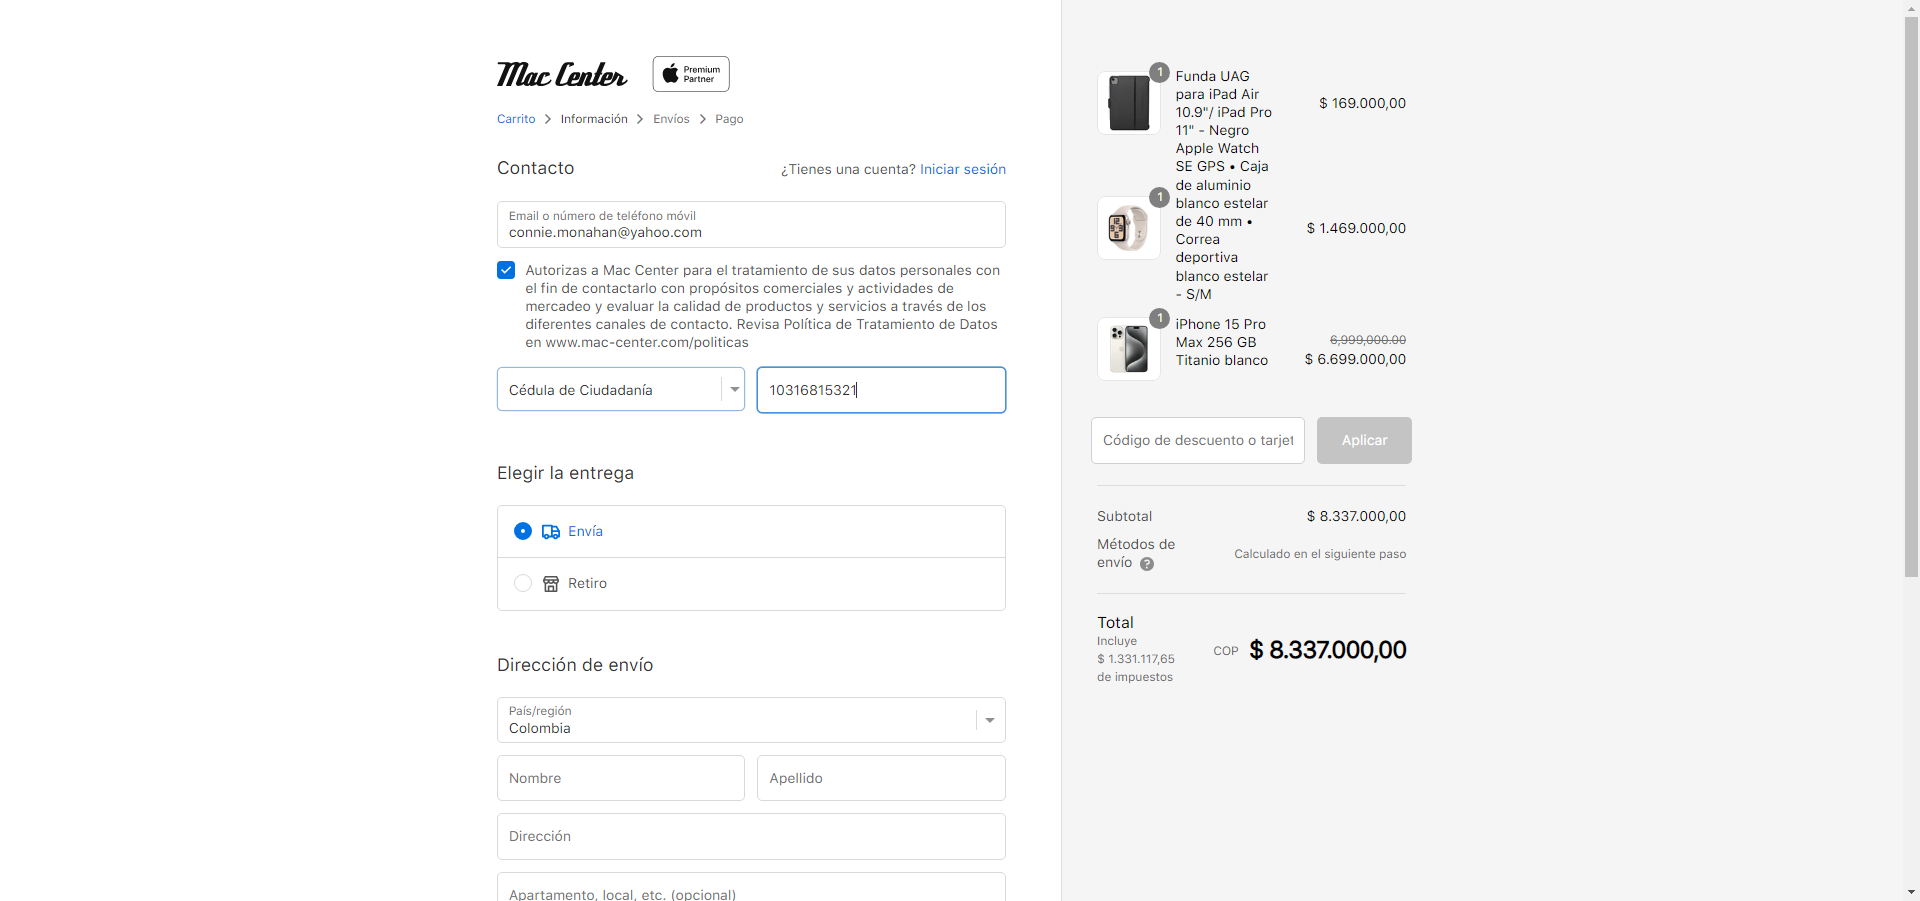 Mac Center
Premium
Partner
Carrito > Información > Envíos > Pago
Contacto
¿Tienes una cuenta? Iniciar sesión
Email o número de teléfono móvil
connie.monahan@yahoo.com
Autorizas a Mac Center para el tratamiento de sus datos personales con
el fin de contactarlo con propósitos comerciales y actividades de
mercadeo y evaluar la calidad de productos y servicios a través de los
diferentes canales de contacto. Revisa Política de Tratamiento de Datos
en www.mac-center.com/politicas
Cédula de Ciudadanía
10316815321
Elegir la entrega
Envía
Retiro
Dirección de envío
País/región
Colombia
Nombre
Apellido
Dirección
Apartamento, local, etc. (opcional)
1
Funda UAG
para iPad Air
10.9"/ iPad Pro
11" - Negro
$ 169.000,00
1
Apple Watch
SE GPS • Caja
de aluminio
blanco estelar
de 40 mm •
Correa
deportiva
blanco estelar
- S/M
$ 1.469.000,00
1
iPhone 15 Pro
Max 256 GB
Titanio blanco
6,999,000.00
$ 6.699.000,00
Código de descuento o tarjet
Aplicar
Subtotal
$ 8.337.000,00
Métodos de
envío ?
Calculado en el siguiente paso
Total
Incluye
$ 1.331.117,65
de impuestos
COP $ 8.337.000,00